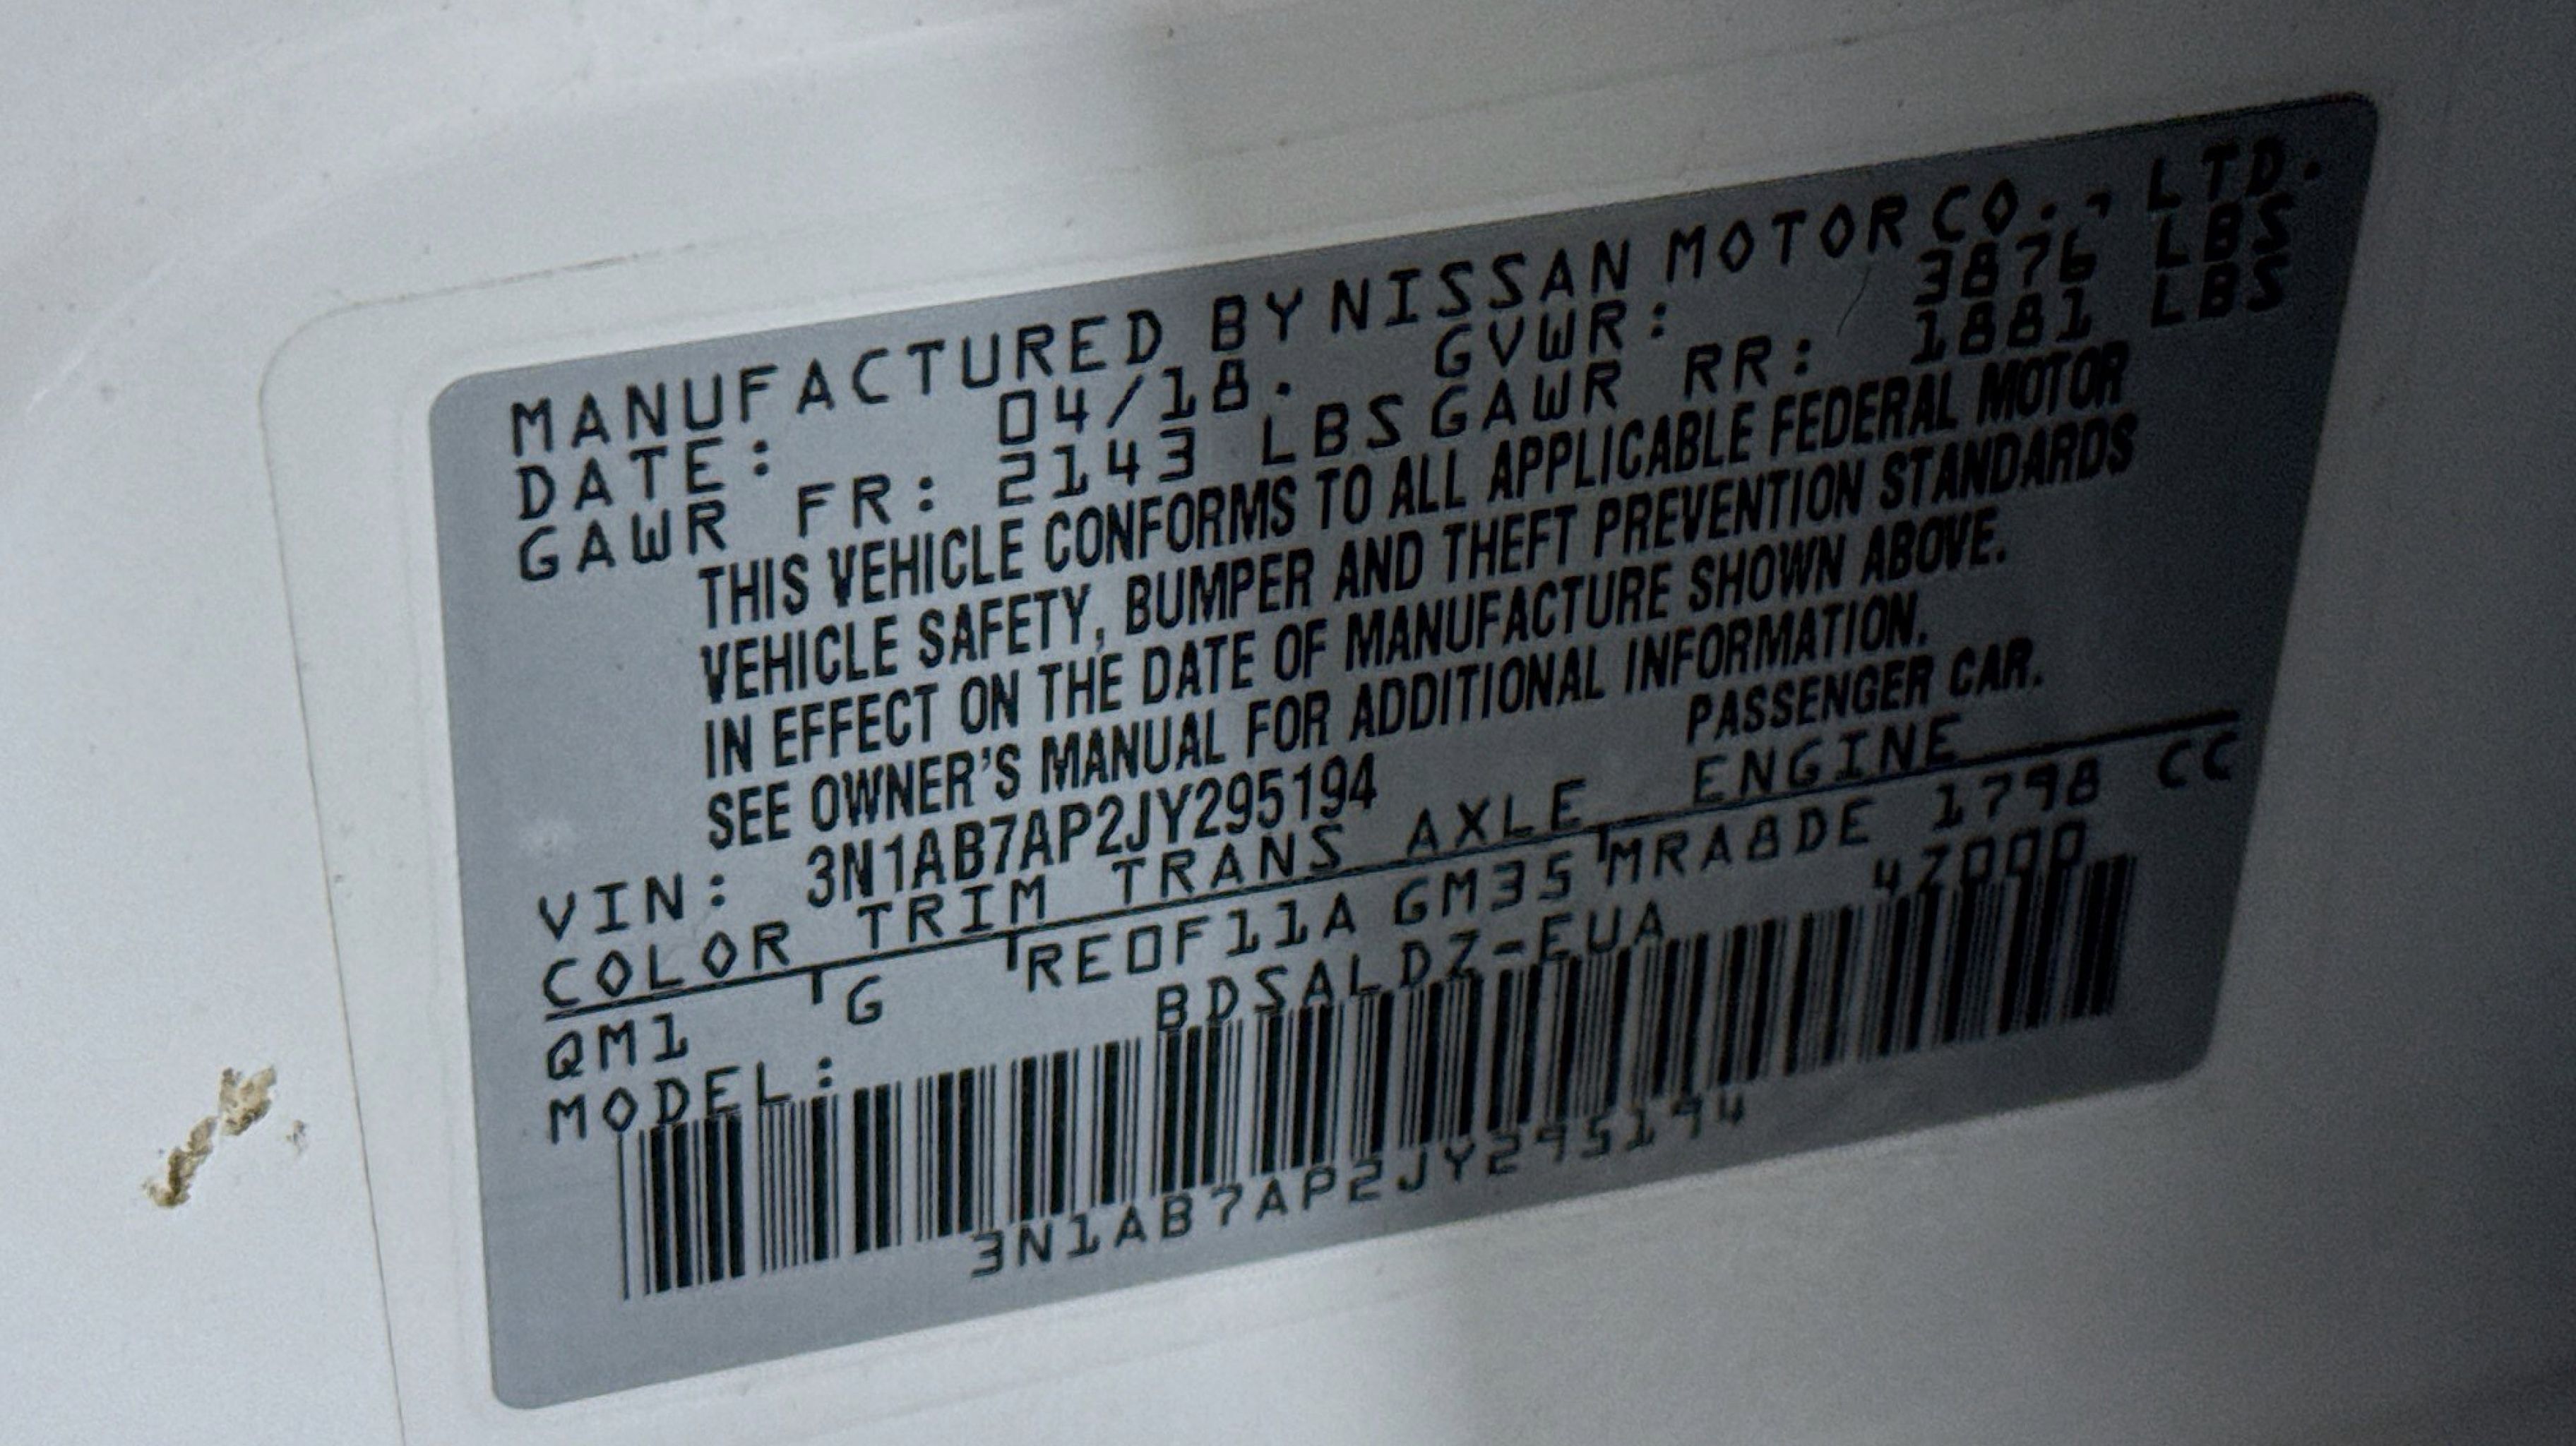 MANUFACTURED BY NISSAN MOTOR CO., LTD.
DATE: 04/18. GVWR: 3876 LBS
GAWR FR: 2143 LBS GAWR RR: 1881 LBS
THIS VEHICLE CONFORMS TO ALL APPLICABLE FEDERAL MOTOR
VEHICLE SAFETY, BUMPER AND THEFT PREVENTION STANDARDS
IN EFFECT ON THE DATE OF MANUFACTURE SHOWN ABOVE.
SEE OWNER'S MANUAL FOR ADDITIONAL INFORMATION.
VIN: 3N1AB7AP2JY295194 PASSENGER CAR.
COLOR TRIM TRANS AXLE ENGINE
QM1 G RE0F11A GM35 MRA8DE 1798 CC
MODEL: BDSALDZ-EUA 4Z000
3N1AB7AP2JY295194